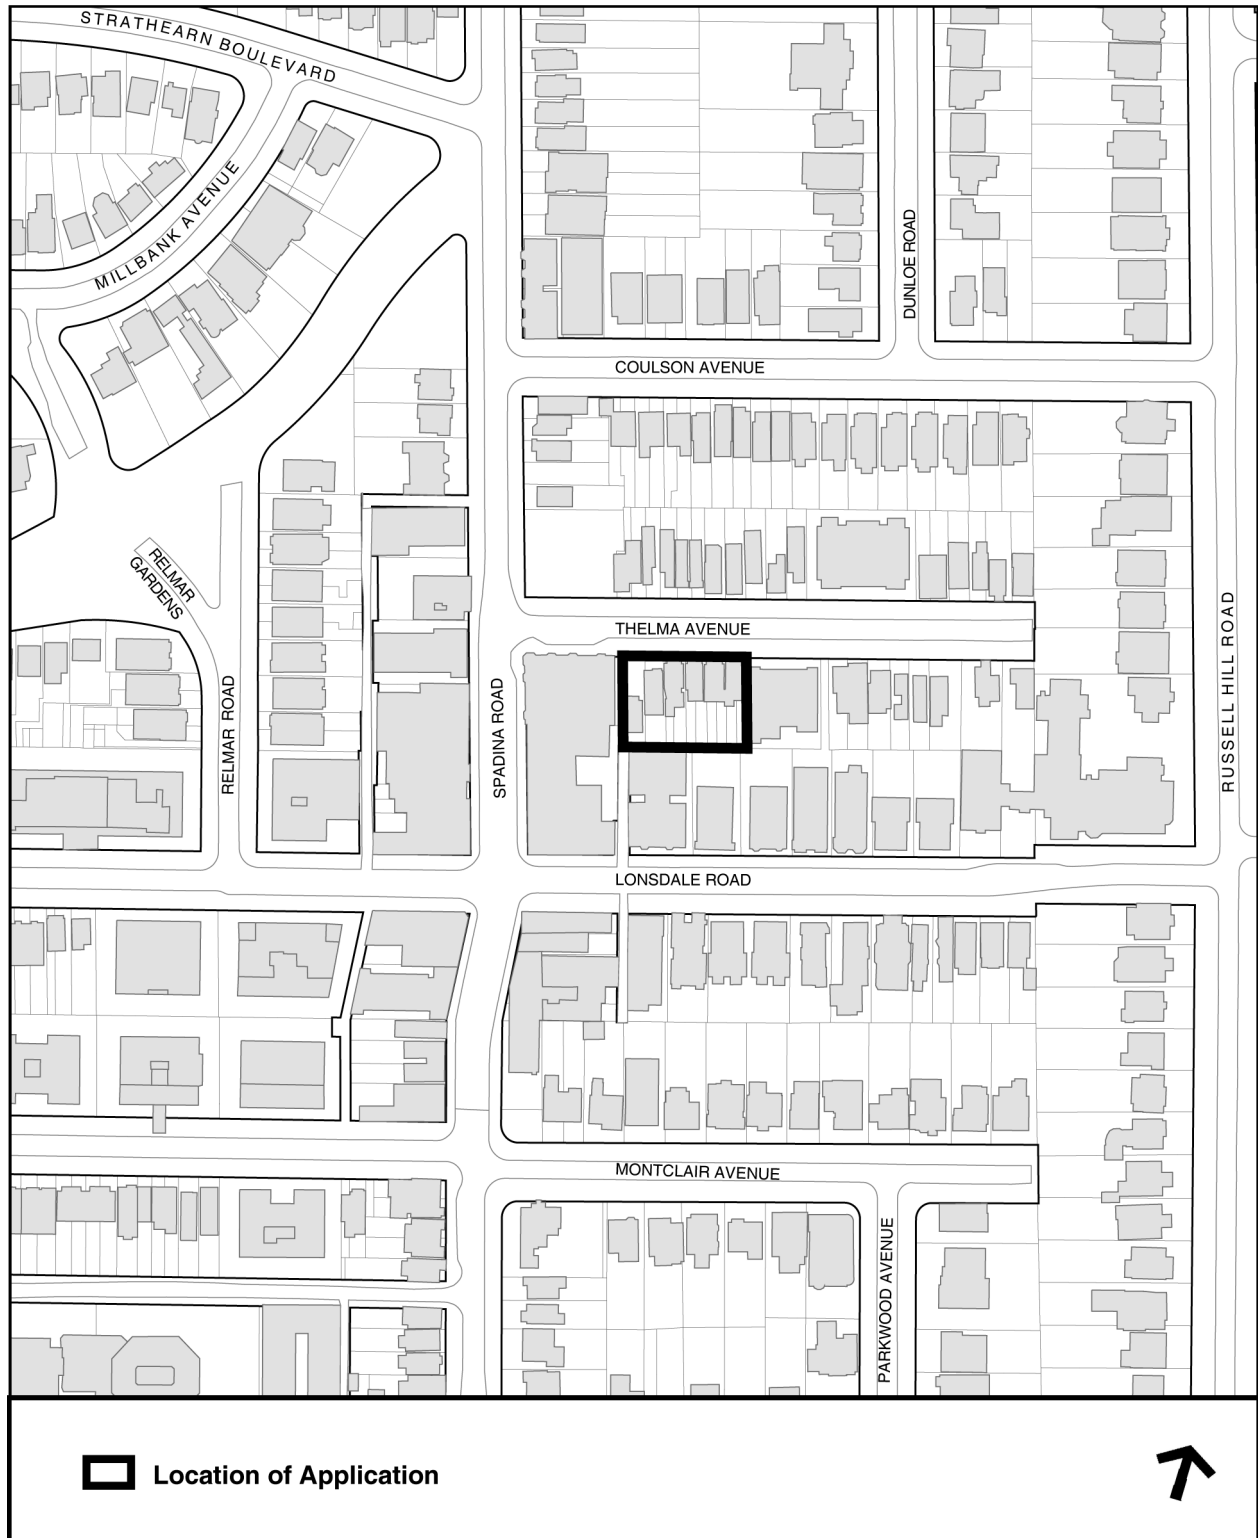 STRATHEARN BOULEVARD
MILLBANK AVENUE
DUNLOE ROAD
COULSON AVENUE
RELMAR
GARDENS
THELMA AVENUE
RELMAR ROAD
SPADINA ROAD
RUSSELL HILL ROAD
LONSDALE ROAD
MONTCLAIR AVENUE
PARKWOOD AVENUE
Location of Application